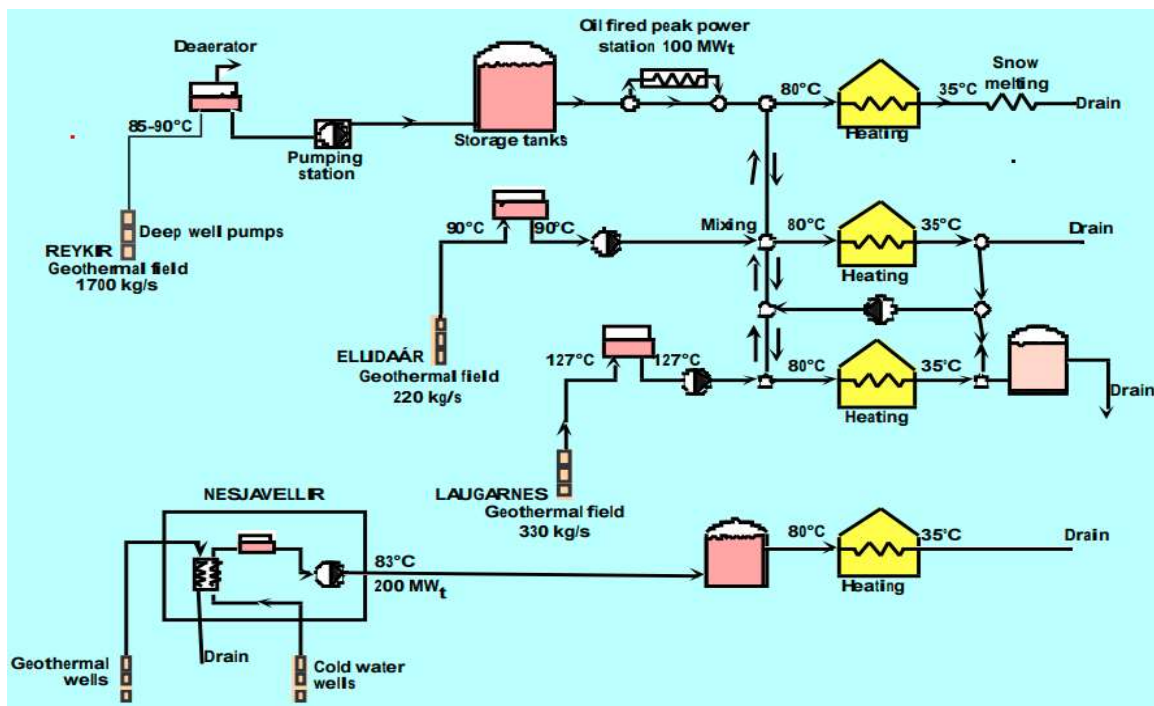 Deaerator
85-90°C
Pumping
station
Deep well pumps
REYKIR
Geothermal field
1700 kg/s
Storage tanks
Oil fired peak power
station 100 MWt
80°C
Heating
35°C
Snow
melting
Drain
90°C
90°C
Mixing
80°C
Heating
35°C
Drain
ELLIDAÁR
Geothermal field
220 kg/s
127°C
127°C
80°C
Heating
35°C
Drain
LAUGARNES
Geothermal field
330 kg/s
NESJAVELLIR
83°C
200 MWt
80°C
Heating
35°C
Drain
Geothermal
wells
Drain
Cold water
wells